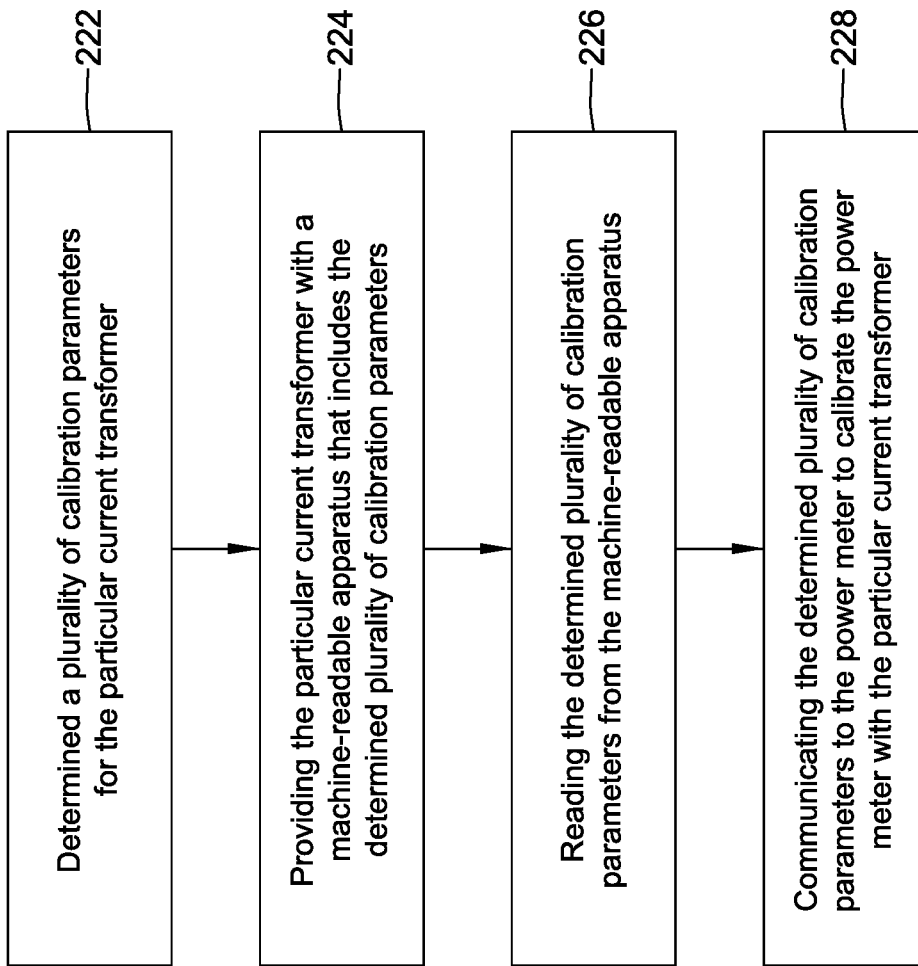 222
Determined a plurality of calibration parameters
for the particular current transformer
224
Providing the particular current transformer with a
machine-readable apparatus that includes the
determined plurality of calibration parameters
226
Reading the determined plurality of calibration
parameters from the machine-readable apparatus
228
Communicating the determined plurality of calibration
parameters to the power meter to calibrate the power
meter with the particular current transformer